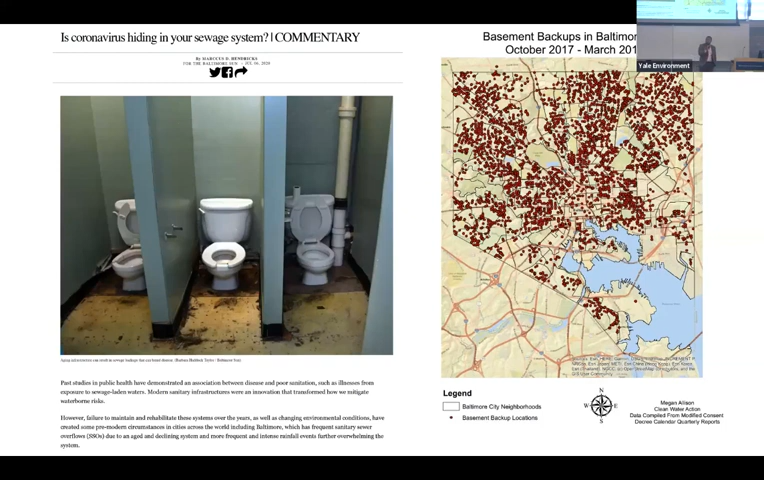 Is coronavirus hiding in your sewage system? | COMMENTARY
By MARCCUS D. HENDRICKS
FOR THE BALTIMORE SUN | JUL 06, 2020
Past studies in public health have demonstrated an association between disease and poor sanitation, such as illnesses from
exposure to sewage-laden waters. Modern sanitary infrastructures were an innovation that transformed how we mitigate
waterborne risks.
However, failure to maintain and rehabilitate these systems over the years, as well as changing environmental conditions, have
created some pre-modern circumstances in cities across the world including Baltimore, which has frequent sanitary sewer
overflows (SSOs) due to an aged and declining system and more frequent and intense rainfall events further overwhelming the
system.
Basement Backups in Baltimo
October 2017 - March 201
Yale Environment
Legend
Baltimore City Neighborhoods
Basement Backup Locations
N
W E
S
Clean Water Action
Data Compiled From Modified Consent
Decree Calendar Quarterly Reports